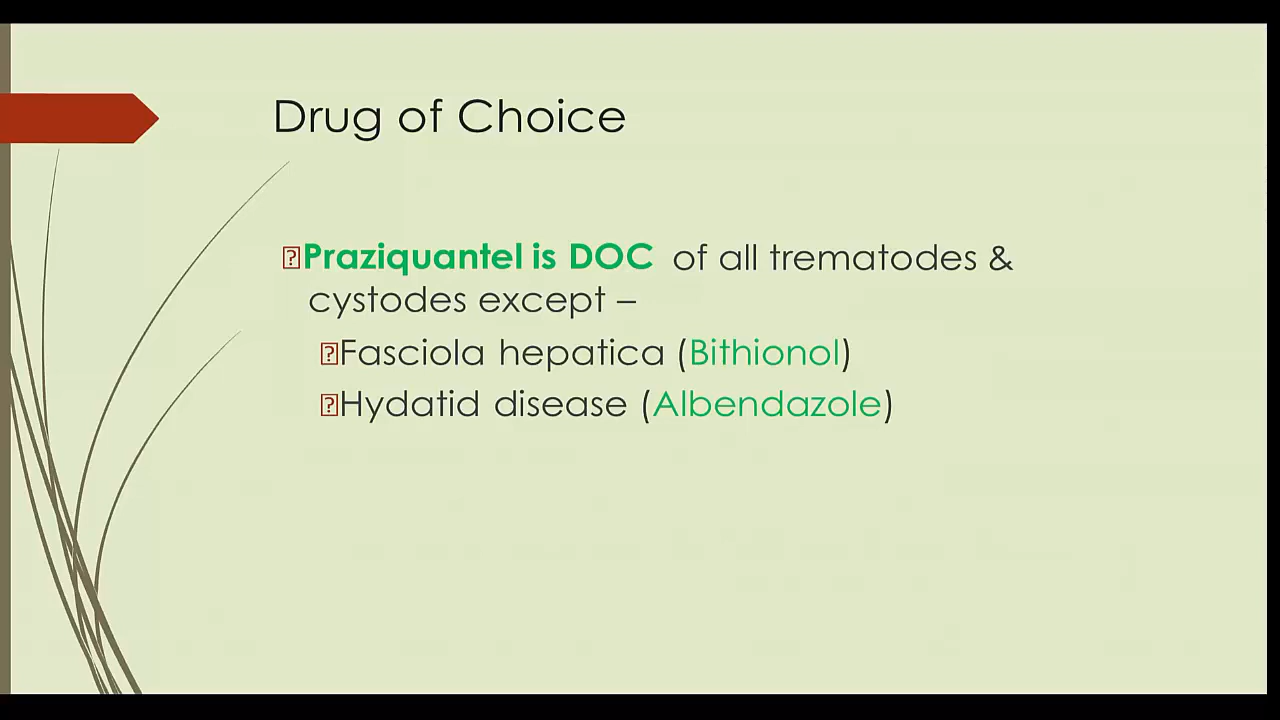 Drug of Choice
Praziquantel is DOC of all trematodes &
cystodes except –
Fasciola hepatica (Bithionol)
Hydatid disease (Albendazole)